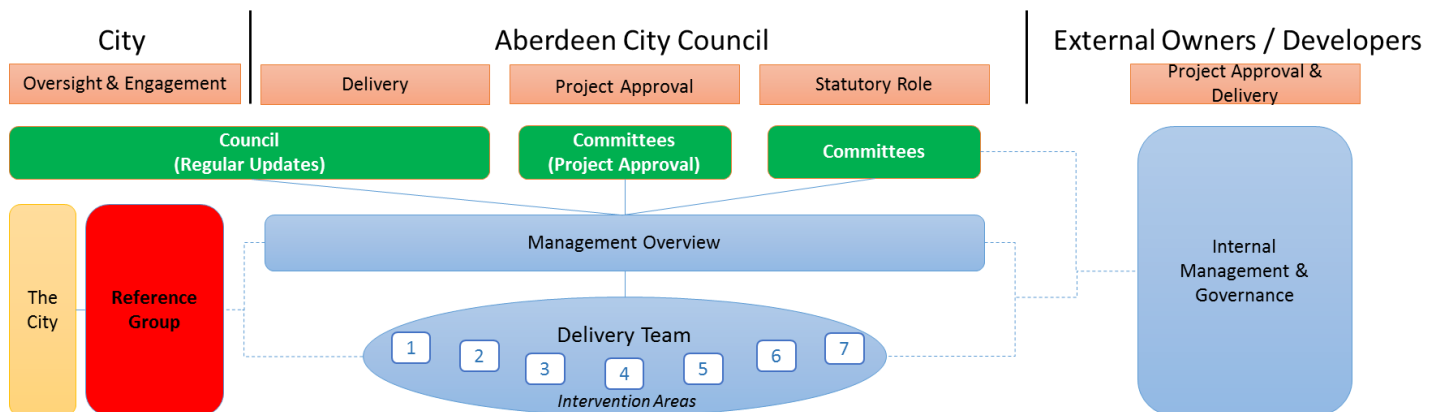 City
Aberdeen City Council
External Owners / Developers
Oversight & Engagement
Delivery
Project Approval
Statutory Role
Project Approval &
Delivery
Council
(Regular Updates)
Committees
(Project Approval)
Committees
The
City
Reference
Group
Management Overview
Internal
Management &
Governance
Delivery Team
1
2
3
4
5
6
7
Intervention Areas